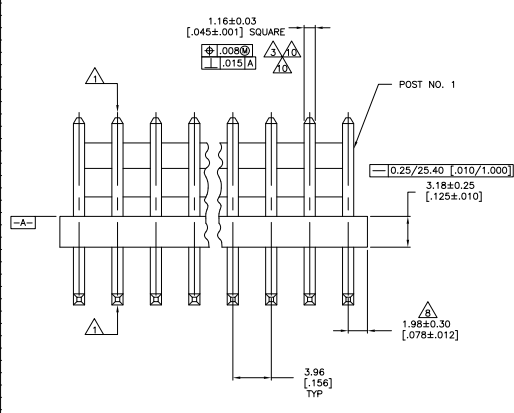 1.16±0.03
[.045±.001] SQUARE
⌖ .008Ⓜ
3 10
⊥ .015 A
10
1
POST NO. 1
— 0.25/25.40 [.010/1.000]
3.18±0.25
[.125±.010]
-A-
8
1
1.98±0.30
[.078±.012]
3.96
[.156]
TYP